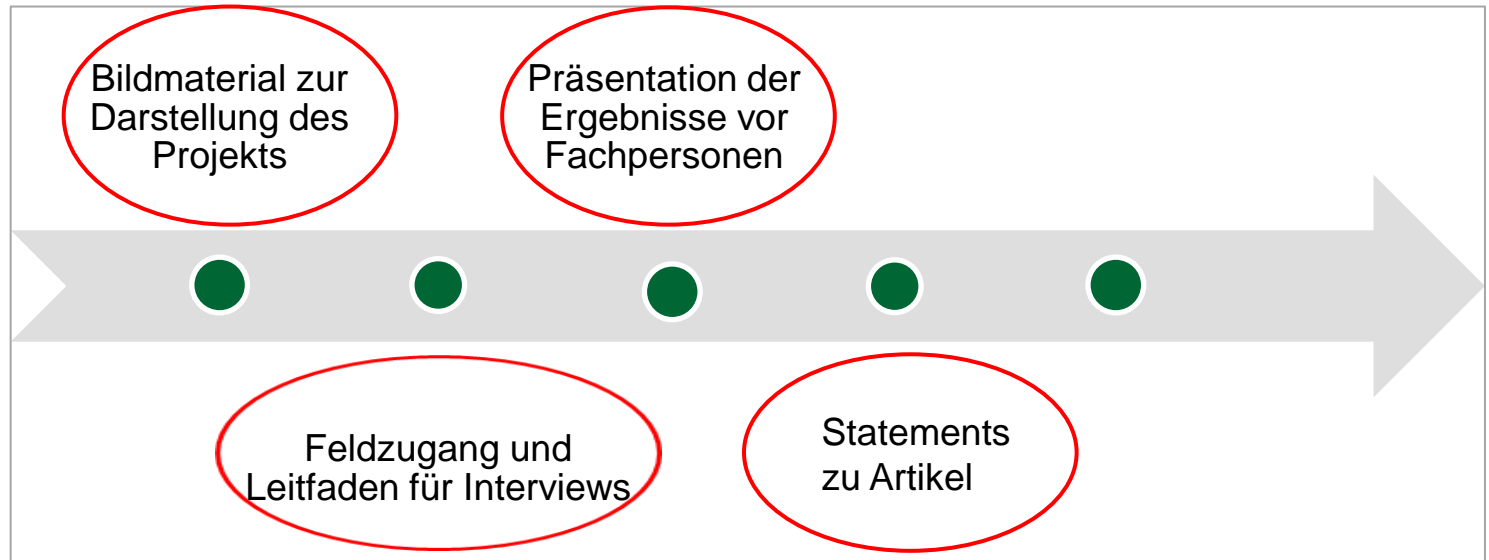 Bildmaterial zur
Darstellung des
Projekts
Präsentation der
Ergebnisse vor
Fachpersonen
Feldzugang und
Leitfaden für Interviews
Statements
zu Artikel